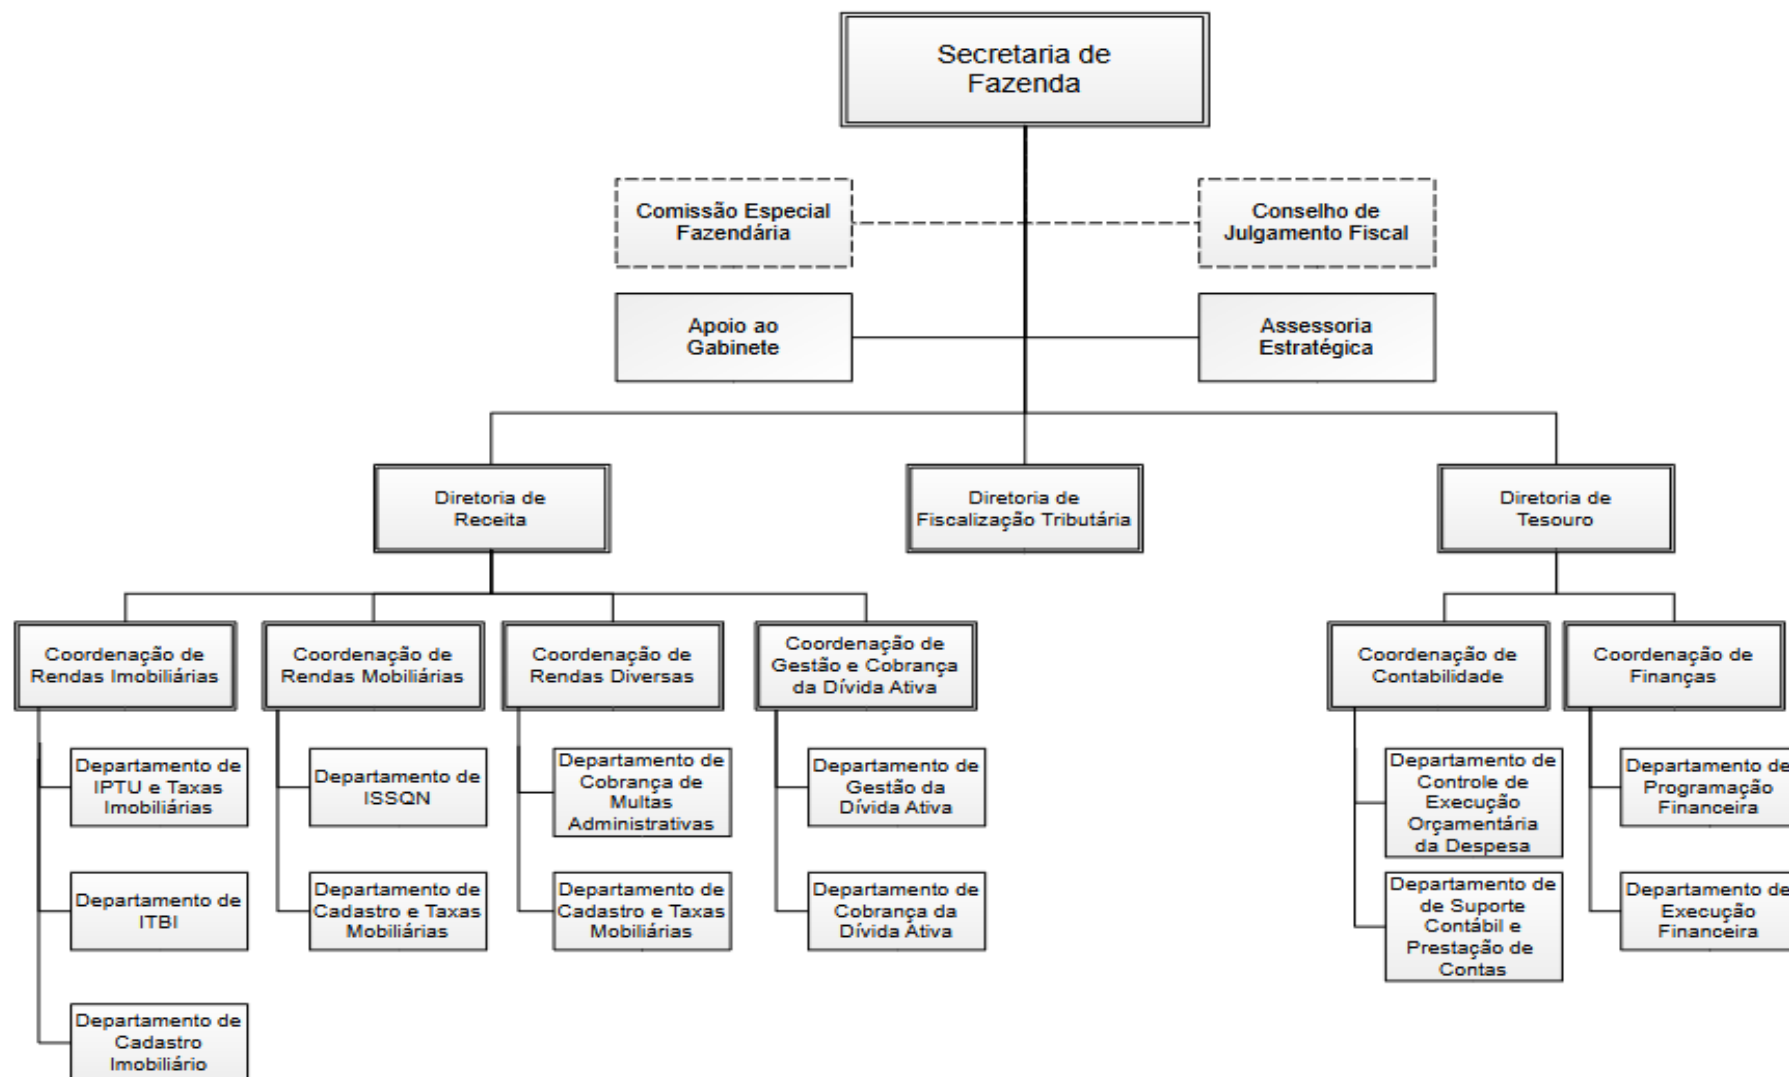 Secretaria de
Fazenda
Comissão Especial
Fazendária
Conselho de
Julgamento Fiscal
Apoio ao
Gabinete
Assessoria
Estratégica
Diretoria de
Receita
Diretoria de
Fiscalização Tributária
Diretoria de
Tesouro
Coordenação de
Rendas Imobiliárias
Coordenação de
Rendas Mobiliárias
Coordenação de
Rendas Diversas
Coordenação de
Gestão e Cobrança
da Dívida Ativa
Coordenação de
Contabilidade
Coordenação de
Finanças
Departamento de
IPTU e Taxas
Imobiliárias
Departamento de
ISSQN
Departamento de
Cobrança de
Multas
Administrativas
Departamento de
Gestão da
Dívida Ativa
Departamento de
Controle de
Execução
Orçamentária
da Despesa
Departamento de
Programação
Financeira
Departamento de
ITBI
Departamento de
Cadastro e Taxas
Mobiliárias
Departamento de
Cadastro e Taxas
Mobiliárias
Departamento de
Cobrança da
Dívida Ativa
Departamento de
de Suporte
Contábil e
Prestação de
Contas
Departamento de
Execução
Financeira
Departamento de
Cadastro
Imobiliário